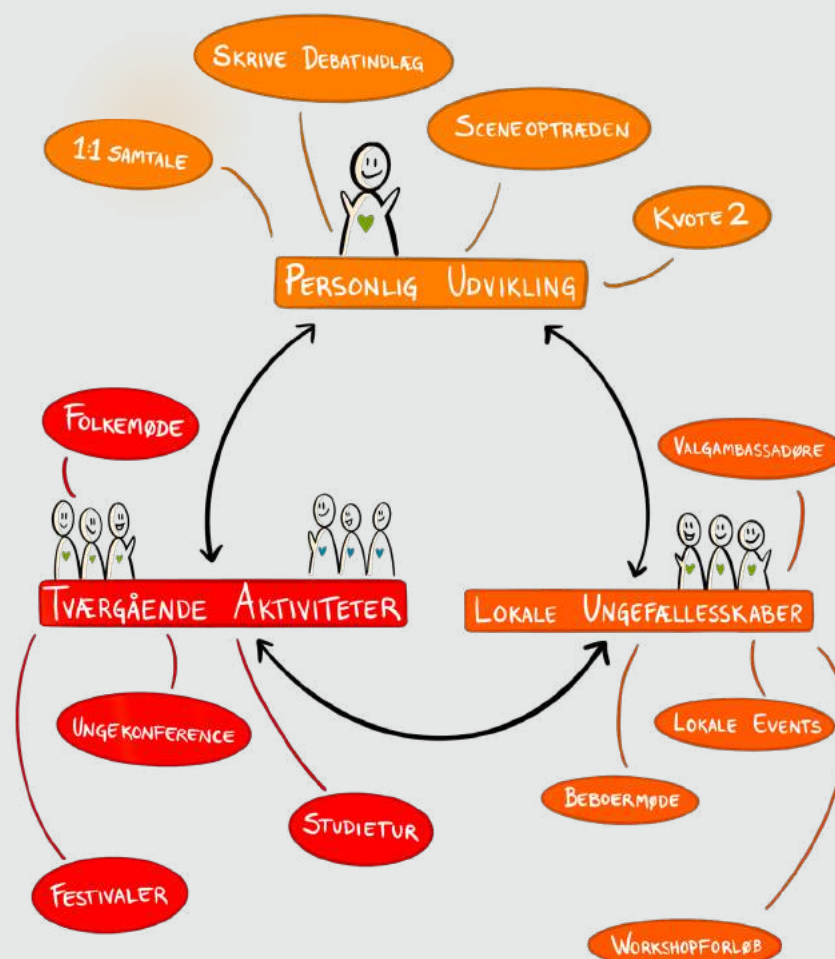 SKRIVE DEBATINDLÆG
SCENEOPTRÆDEN
1:1 SAMTALE
KVOTE 2
PERSONLIG UDVIKLING
FOLKEMØDE
VALGAMBASSADØRE
TVÆRGÅENDE AKTIVITETER
LOKALE UNGEFÆLLESSKABER
UNGEKONFERENCE
LOKALE EVENTS
BEBOERMØDE
STUDIETUR
FESTIVALER
WORKSHOPFORLØB